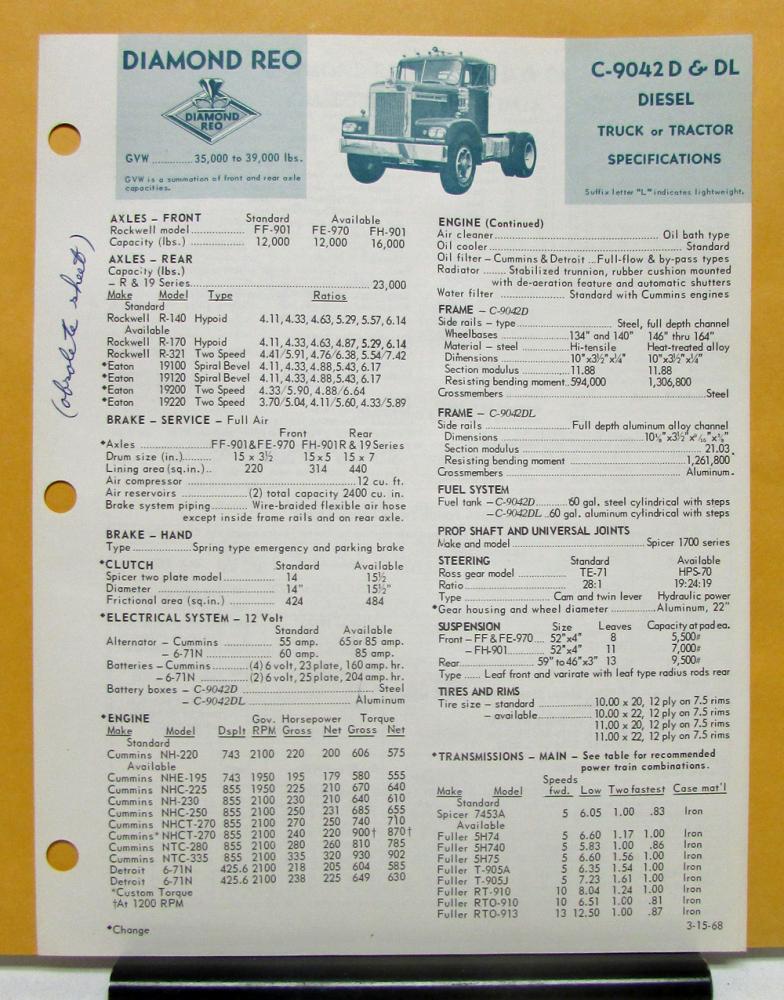 DIAMOND REO
DIAMOND
REO
GVW ............ 35,000 to 39,000 lbs.
GVW is a summation of front and rear axle
capacities.
C-9042 D & DL
DIESEL
TRUCK or TRACTOR
SPECIFICATIONS
Suffix letter "L" indicates lightweight.
(obsolete sheet)
AXLES – FRONT Standard Available
Rockwell model FF-901 FE-970 FH-901
Capacity (lbs.) 12,000 12,000 16,000
AXLES – REAR
Capacity (lbs.)
– R & 19 Series 23,000
Make Model Type Ratios
Standard
Rockwell R-140 Hypoid 4.11, 4.33, 4.63, 5.29, 5.57, 6.14
Available
Rockwell R-170 Hypoid 4.11, 4.33, 4.63, 4.87, 5.29, 6.14
Rockwell R-321 Two Speed 4.41/5.91, 4.76/6.38, 5.54/7.42
*Eaton 19100 Spiral Bevel 4.11, 4.33, 4.88, 5.43, 6.17
*Eaton 19120 Spiral Bevel 4.11, 4.33, 4.88, 5.43, 6.17
*Eaton 19200 Two Speed 4.33/5.90, 4.88/6.64
*Eaton 19220 Two Speed 3.70/5.04, 4.11/5.60, 4.33/5.89
BRAKE – SERVICE – Full Air
Front Rear
*Axles FF-901&FE-970 FH-901 R & 19 Series
Drum size (in.) 15 x 3½ 15 x 5 15 x 7
Lining area (sq.in.) 220 314 440
Air compressor 12 cu. ft.
Air reservoirs (2) total capacity 2400 cu. in.
Brake system piping Wire-braided flexible air hose
except inside frame rails and on rear axle.
BRAKE – HAND
Type Spring type emergency and parking brake
*CLUTCH Standard Available
Spicer two plate model 14 15½
Diameter 14" 15½"
Frictional area (sq.in.) 424 484
*ELECTRICAL SYSTEM – 12 Volt
Standard Available
Alternator – Cummins 55 amp. 65 or 85 amp.
– 6-71N 60 amp. 85 amp.
Batteries – Cummins (4) 6 volt, 23 plate, 160 amp. hr.
– 6-71N (2) 6 volt, 25 plate, 204 amp. hr.
Battery boxes – C-9042D Steel
– C-9042DL Aluminum
*ENGINE Gov. Horsepower Torque
Make Model Dsplt RPM Gross Net Gross Net
Standard
Cummins NH-220 743 2100 220 200 606 575
Available
Cummins NHE-195 743 1950 195 179 580 555
Cummins NHC-225 855 1950 225 210 670 640
Cummins NH-230 855 2100 230 210 640 610
Cummins NHC-250 855 2100 250 231 685 655
Cummins NHCT-270 855 2100 270 250 740 710
Cummins* NHCT-270 855 2100 240 220 900† 870†
Cummins NTC-280 855 2100 280 260 810 785
Cummins NTC-335 855 2100 335 320 930 902
Detroit 6-71N 425.6 2100 218 205 604 585
Detroit 6-71N 425.6 2100 238 225 649 630
*Custom Torque
†At 1200 RPM
*Change
ENGINE (Continued)
Air cleaner Oil bath type
Oil cooler Standard
Oil filter – Cummins & Detroit ...Full-flow & by-pass types
Radiator ....... Stabilized trunnion, rubber cushion mounted
with de-aeration feature and automatic shutters
Water filter Standard with Cummins engines
FRAME – C-9042D
Side rails – type Steel, full depth channel
Wheelbases 134" and 140" 146" thru 164"
Material – steel Hi-tensile Heat-treated alloy
Dimensions 10"x3½"x¼" 10"x3½"x¼"
Section modulus 11.88 11.88
Resisting bending moment..594,000 1,306,800
Crossmembers Steel
FRAME – C-9042DL
Side rails Full depth aluminum alloy channel
Dimensions
Section modulus 21.03
Resisting bending moment 1,261,800
Crossmembers Aluminum
FUEL SYSTEM
Fuel tank – C-9042D 60 gal. steel cylindrical with steps
– C-9042DL ..60 gal. aluminum cylindrical with steps
PROP SHAFT AND UNIVERSAL JOINTS
Make and model Spicer 1700 series
STEERING Standard Available
Ross gear model TE-71 HPS-70
Ratio 28:1 19:24:19
Type Cam and twin lever Hydraulic power
*Gear housing and wheel diameter Aluminum, 22"
SUSPENSION Size Leaves Capacity at pad ea.
Front – FF & FE-970 52"x4" 8 5,500#
– FH-901 52"x4" 11 7,000#
Rear 59" to 46"x3" 13 9,500#
Type ...... Leaf front and varirate with leaf type radius rods rear
TIRES AND RIMS
Tire size – standard 10.00 x 20, 12 ply on 7.5 rims
– available 10.00 x 22, 12 ply on 7.5 rims
11.00 x 20, 12 ply on 7.5 rims
11.00 x 22, 12 ply on 7.5 rims
*TRANSMISSIONS – MAIN – See table for recommended
power train combinations.
Speeds
Make Model fwd. Low Two fastest Case mat'l
Standard
Spicer 7453A 5 6.05 1.00 .83 Iron
Available
Fuller 5H74 5 6.60 1.17 1.00 Iron
Fuller 5H740 5 5.83 1.00 .86 Iron
Fuller 5H75 5 6.60 1.56 1.00 Iron
Fuller T-905A 5 6.35 1.54 1.00 Iron
Fuller T-905J 5 7.23 1.61 1.00 Iron
Fuller RT-910 10 8.04 1.24 1.00 Iron
Fuller RTO-910 10 6.51 1.00 .81 Iron
Fuller RTO-913 13 12.50 1.00 .87 Iron
3-15-68